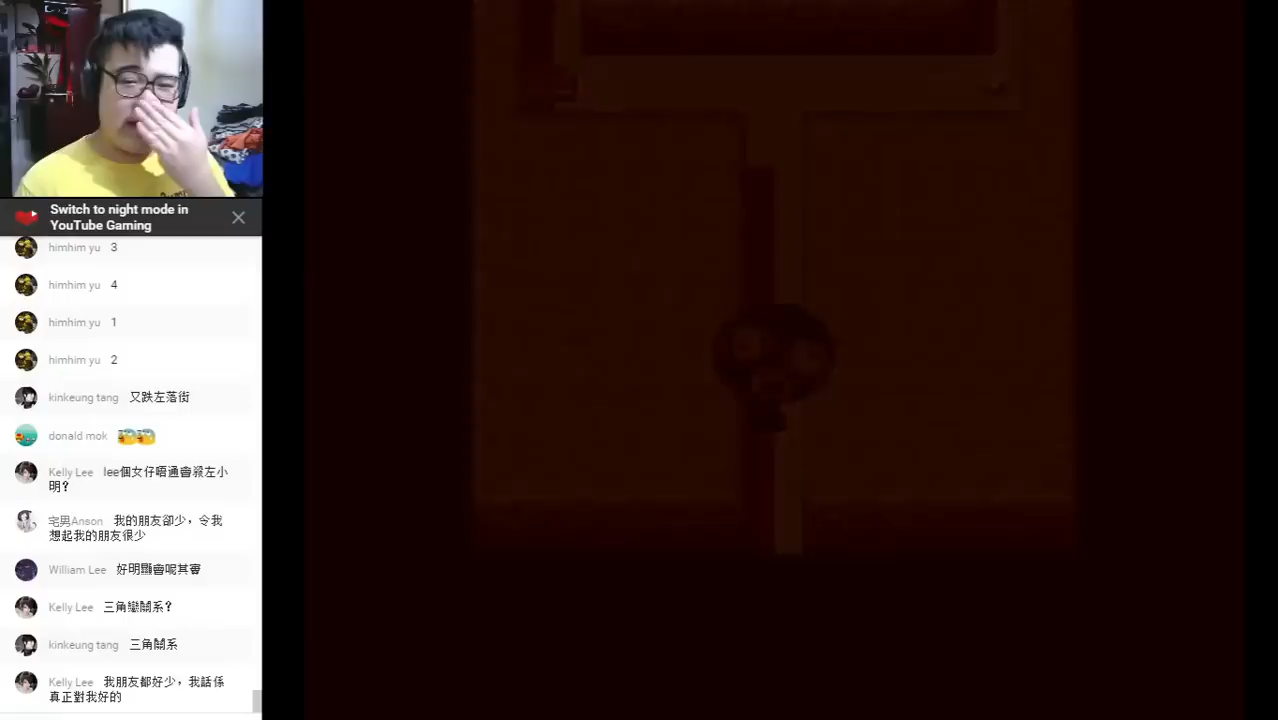 Switch to night mode in
YouTube Gaming
himhim yu 3
himhim yu 4
himhim yu 1
himhim yu 2
kinkeung tang 又跌左落街
donald mok
Kelly Lee lee個女仔唔通會溵左小
明?
宅男Anson 我的朋友卻少，令我
想起我的朋友很少
William Lee 好明顯會呢其實
Kelly Lee 三角戀關系?
kinkeung tang 三角關系
Kelly Lee 我朋友都好少，我話係
真正對我好的